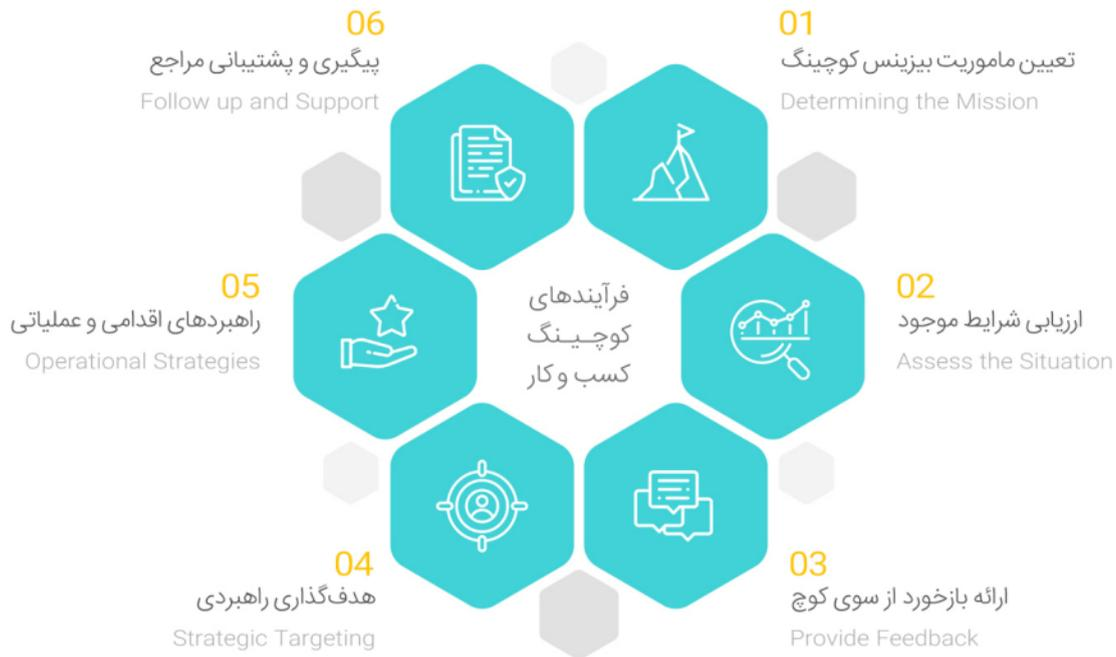 فرآیندهای
کوچینگ
کسب و کار
01
تعیین ماموریت بیزینس کوچینگ
Determining the Mission
02
ارزیابی شرایط موجود
Assess the Situation
03
ارائه بازخورد از سوی کوچ
Provide Feedback
04
هدف‌گذاری راهبردی
Strategic Targeting
05
راهبردهای اقدامی و عملیاتی
Operational Strategies
06
پیگیری و پشتیبانی مراجع
Follow up and Support